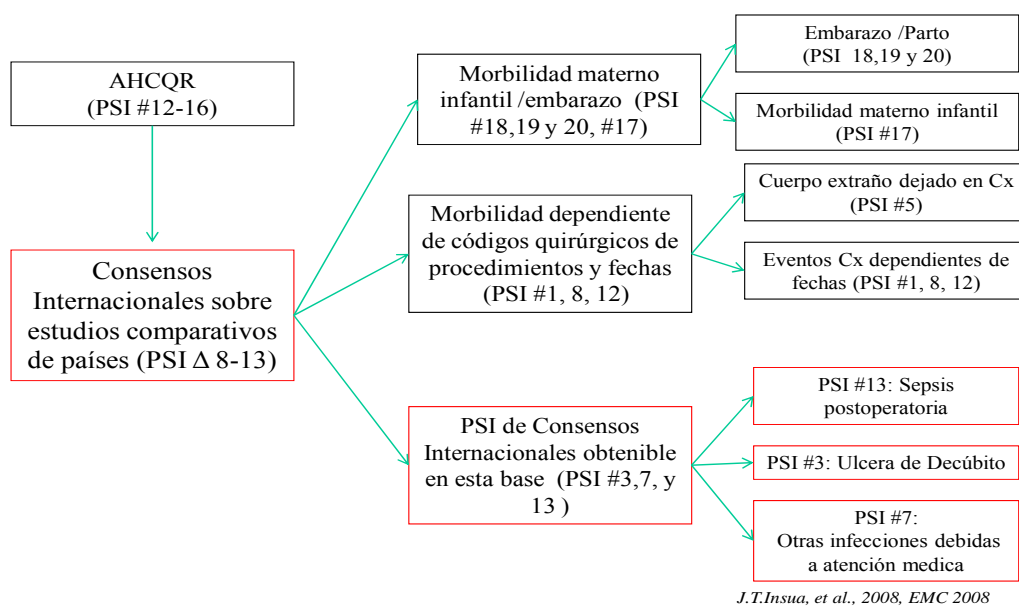 AHCQR
(PSI #12-16)
Consensos
Internacionales sobre
estudios comparativos
de países (PSI Δ 8-13)
Morbilidad materno
infantil /embarazo (PSI
#18,19 y 20, #17)
Morbilidad dependiente
de códigos quirúrgicos de
procedimientos y fechas
(PSI #1, 8, 12)
PSI de Consensos
Internacionales obtenible
en esta base (PSI #3,7, y
13 )
Embarazo /Parto
(PSI 18,19 y 20)
Morbilidad materno infantil
(PSI #17)
Cuerpo extraño dejado en Cx
(PSI #5)
Eventos Cx dependientes de
fechas (PSI #1, 8, 12)
PSI #13: Sepsis
postoperatoria
PSI #3: Ulcera de Decúbito
PSI #7:
Otras infecciones debidas
a atención medica
J.T.Insua, et al., 2008, EMC 2008